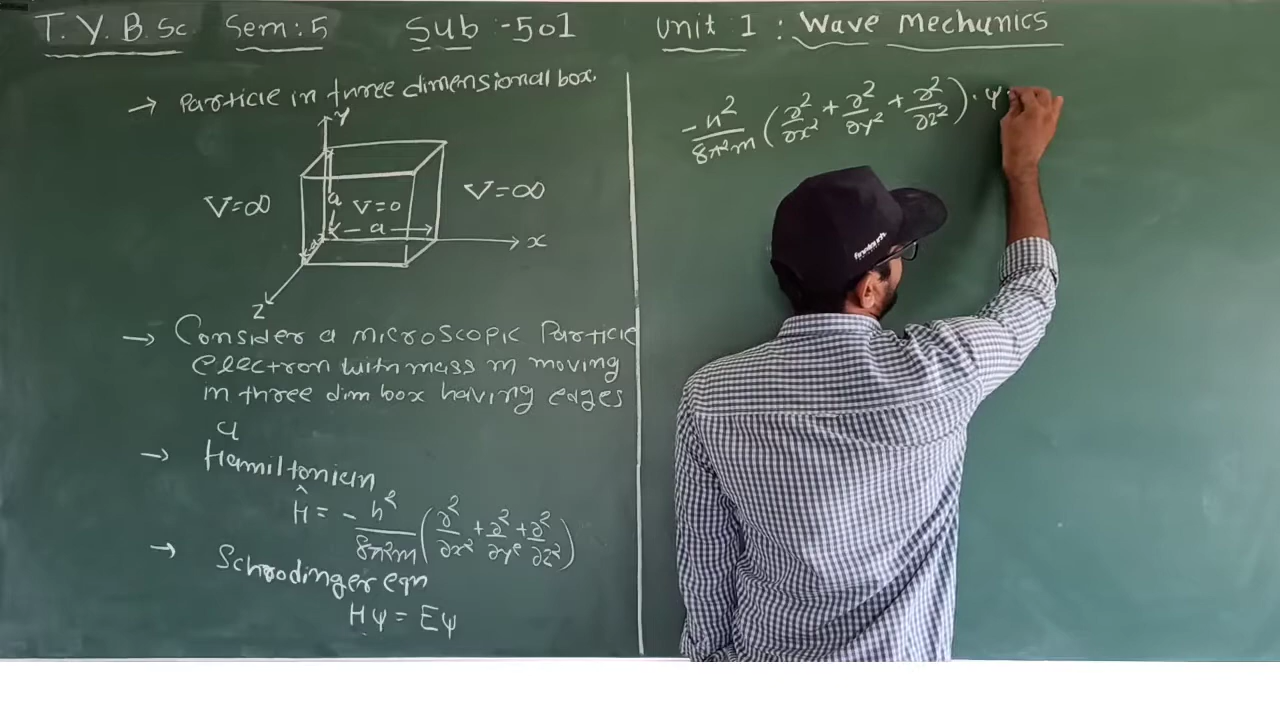 T. Y. B. Sc. Sem: 5 Sub -501 Unit 1 : Wave Mechanics
→ Particle in three dimensional box.
Y
V=∞ a V=0 V=∞
a
a x
Z
→ Consider a microscopic Particle
electron with mass m moving
in three dim box having edges
a
→ Hamiltonian
Ĥ = - h²/8π²m (∂²/∂x² + ∂²/∂y² + ∂²/∂z²)
→ Schrodinger eqn
Hψ = Eψ
-h²/8π²m (∂²/∂x² + ∂²/∂y² + ∂²/∂z²) · ψ